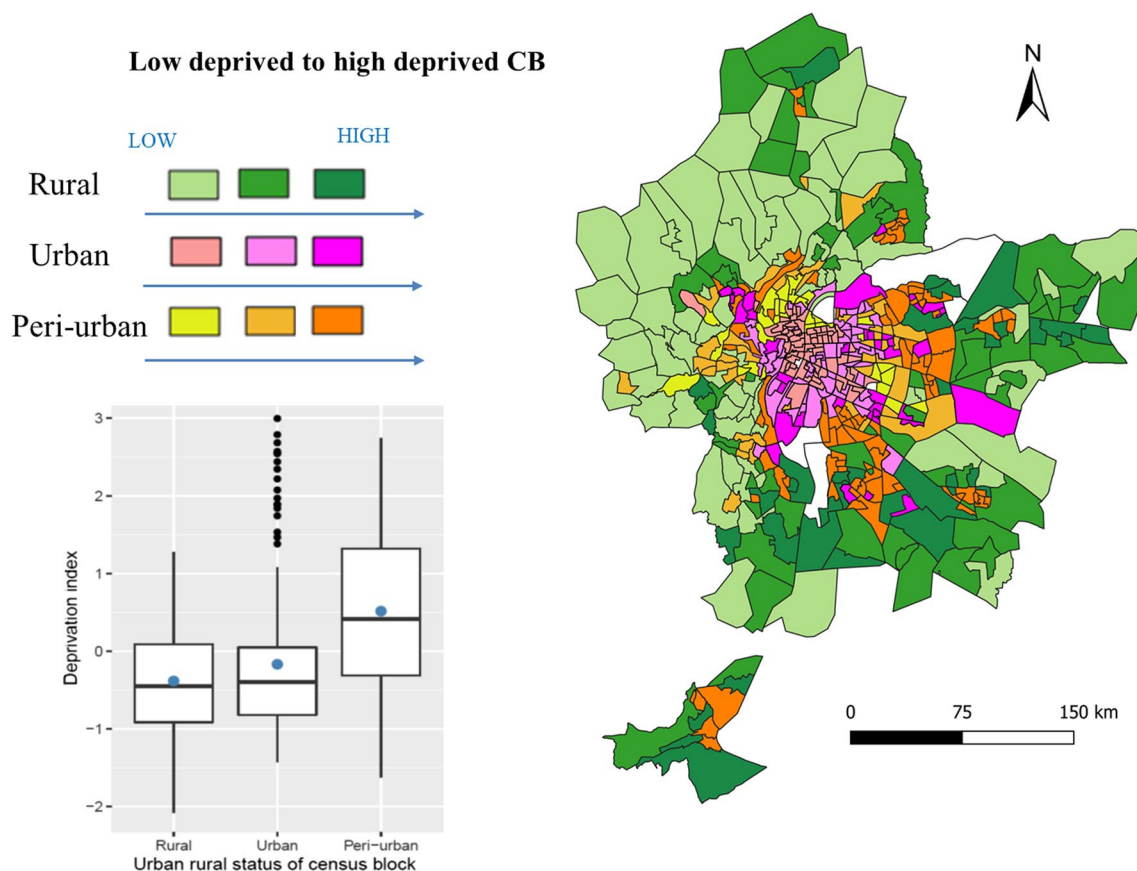 Low deprived to high deprived CB
LOW
HIGH
Rural
Urban
Peri-urban
3
2
1
0
−1
−2
Deprivation index
Rural
Urban
Peri−urban
Urban rural status of census block
N
0
75
150 km